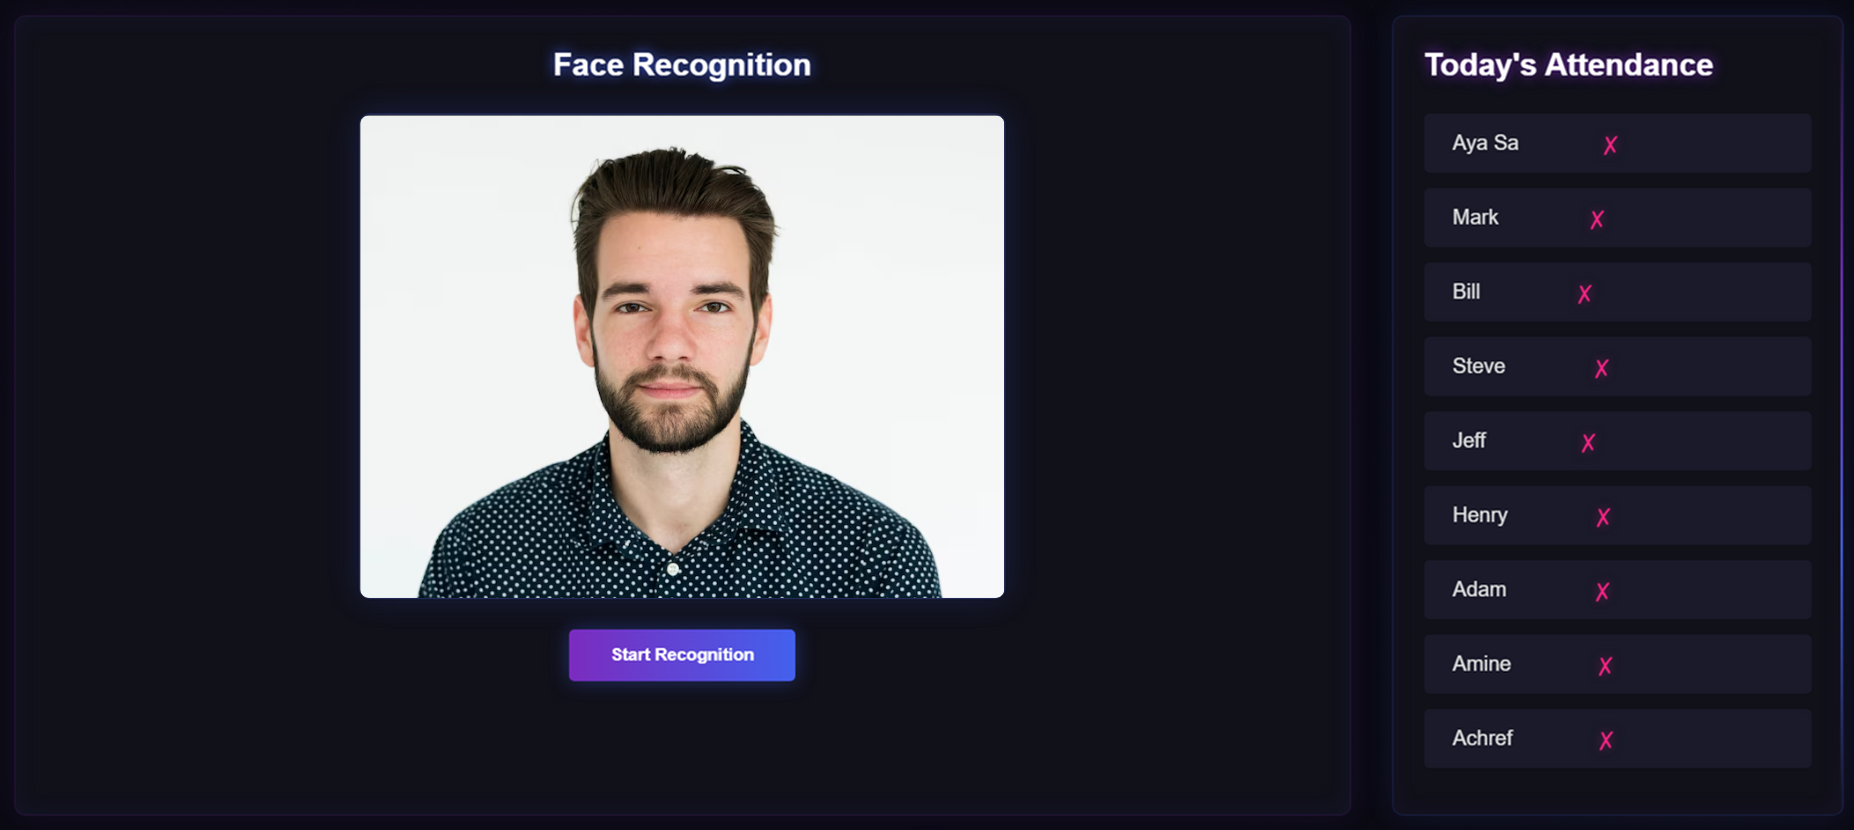 Face Recognition
Start Recognition
Today's Attendance
Aya Sa ✗
Mark ✗
Bill ✗
Steve ✗
Jeff ✗
Henry ✗
Adam ✗
Amine ✗
Achref ✗